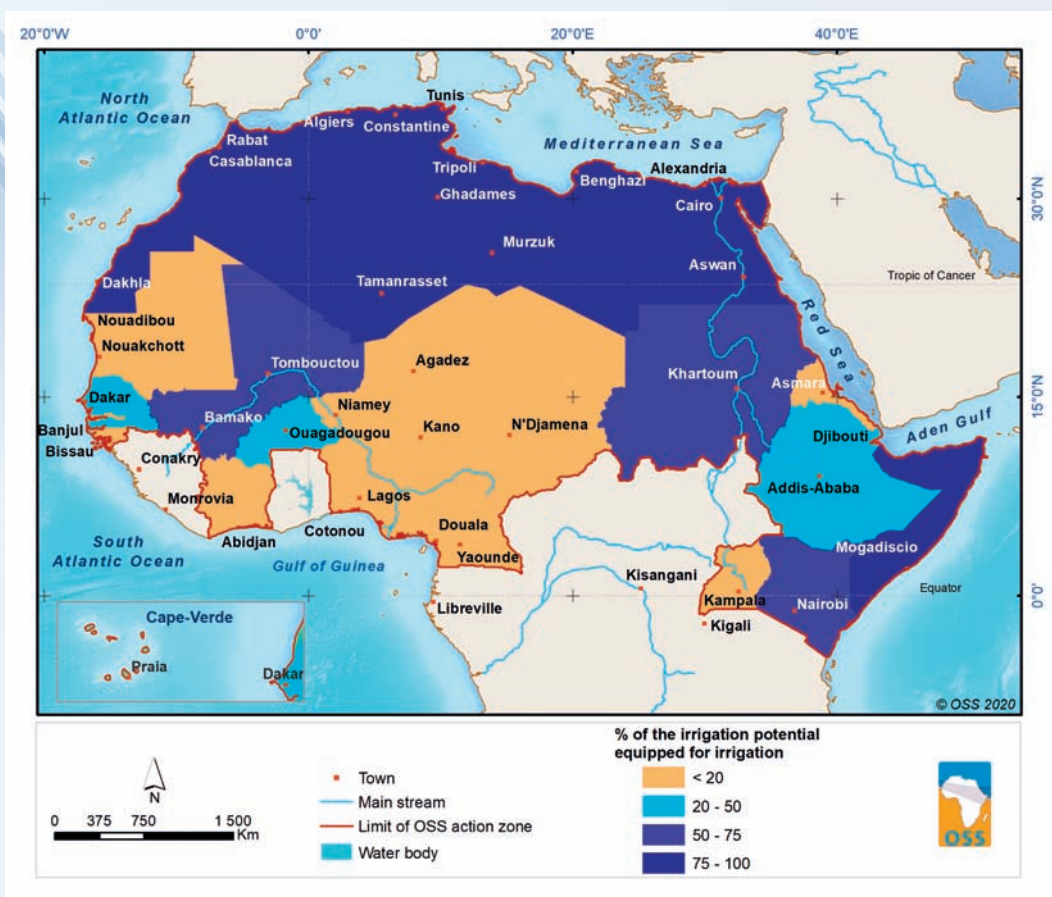 20°0'W
0°0'
20°0'E
40°0'E
North
Atlantic Ocean
Tunis
Algiers
Constantine
Rabat
Casablanca
Mediterranean Sea
Tripoli
Alexandria
Benghazi
Ghadames
Cairo
30°0'N
Murzuk
Aswan
Dakhla
Tamanrasset
Tropic of Cancer
Nouadibou
Nouakchott
Red Sea
Agadez
Tombouctou
Khartoum
Asmara
15°0'N
Dakar
Niamey
Bamako
Ouagadougou
Kano
N'Djamena
Banjul
Djibouti
Aden Gulf
Bissau
Conakry
Addis-Ababa
Monrovia
Lagos
Douala
Cotonou
Abidjan
Yaounde
Mogadiscio
South
Atlantic Ocean
Gulf of Guinea
Kisangani
Equator
0°0'
Libreville
Kampala
Nairobi
Kigali
Cape-Verde
Praia
Dakar
© OSS 2020
% of the irrigation potential
equipped for irrigation
N
0 375 750 1 500
Km
Town
Main stream
Limit of OSS action zone
Water body
< 20
20 - 50
50 - 75
75 - 100
OSS